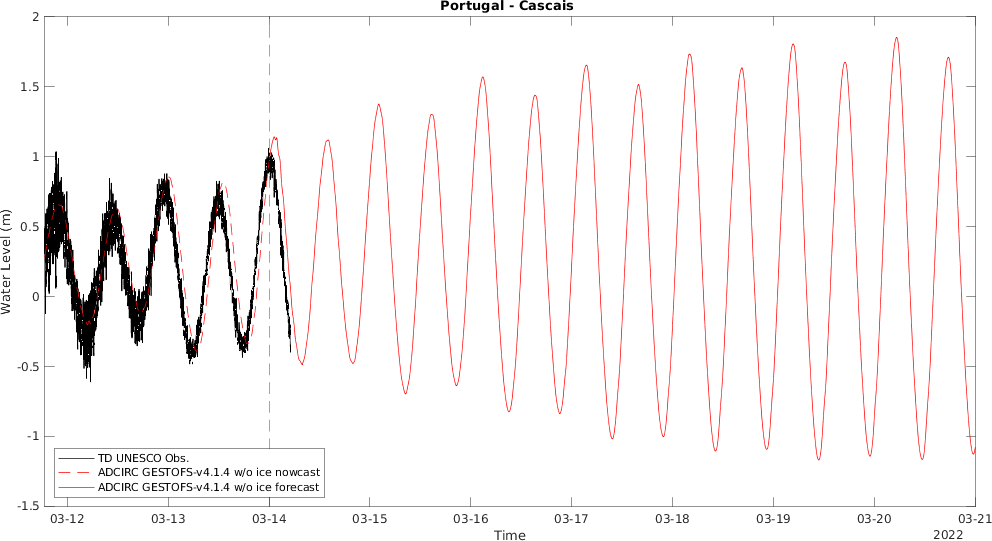 Portugal - Cascais
2
1.5
1
0.5
0
-0.5
-1
-1.5
Water Level (m)
TD UNESCO Obs.
ADCIRC GESTOFS-v4.1.4 w/o ice nowcast
ADCIRC GESTOFS-v4.1.4 w/o ice forecast
03-12 03-13 03-14 03-15 03-16 03-17 03-18 03-19 03-20 03-21
Time
2022